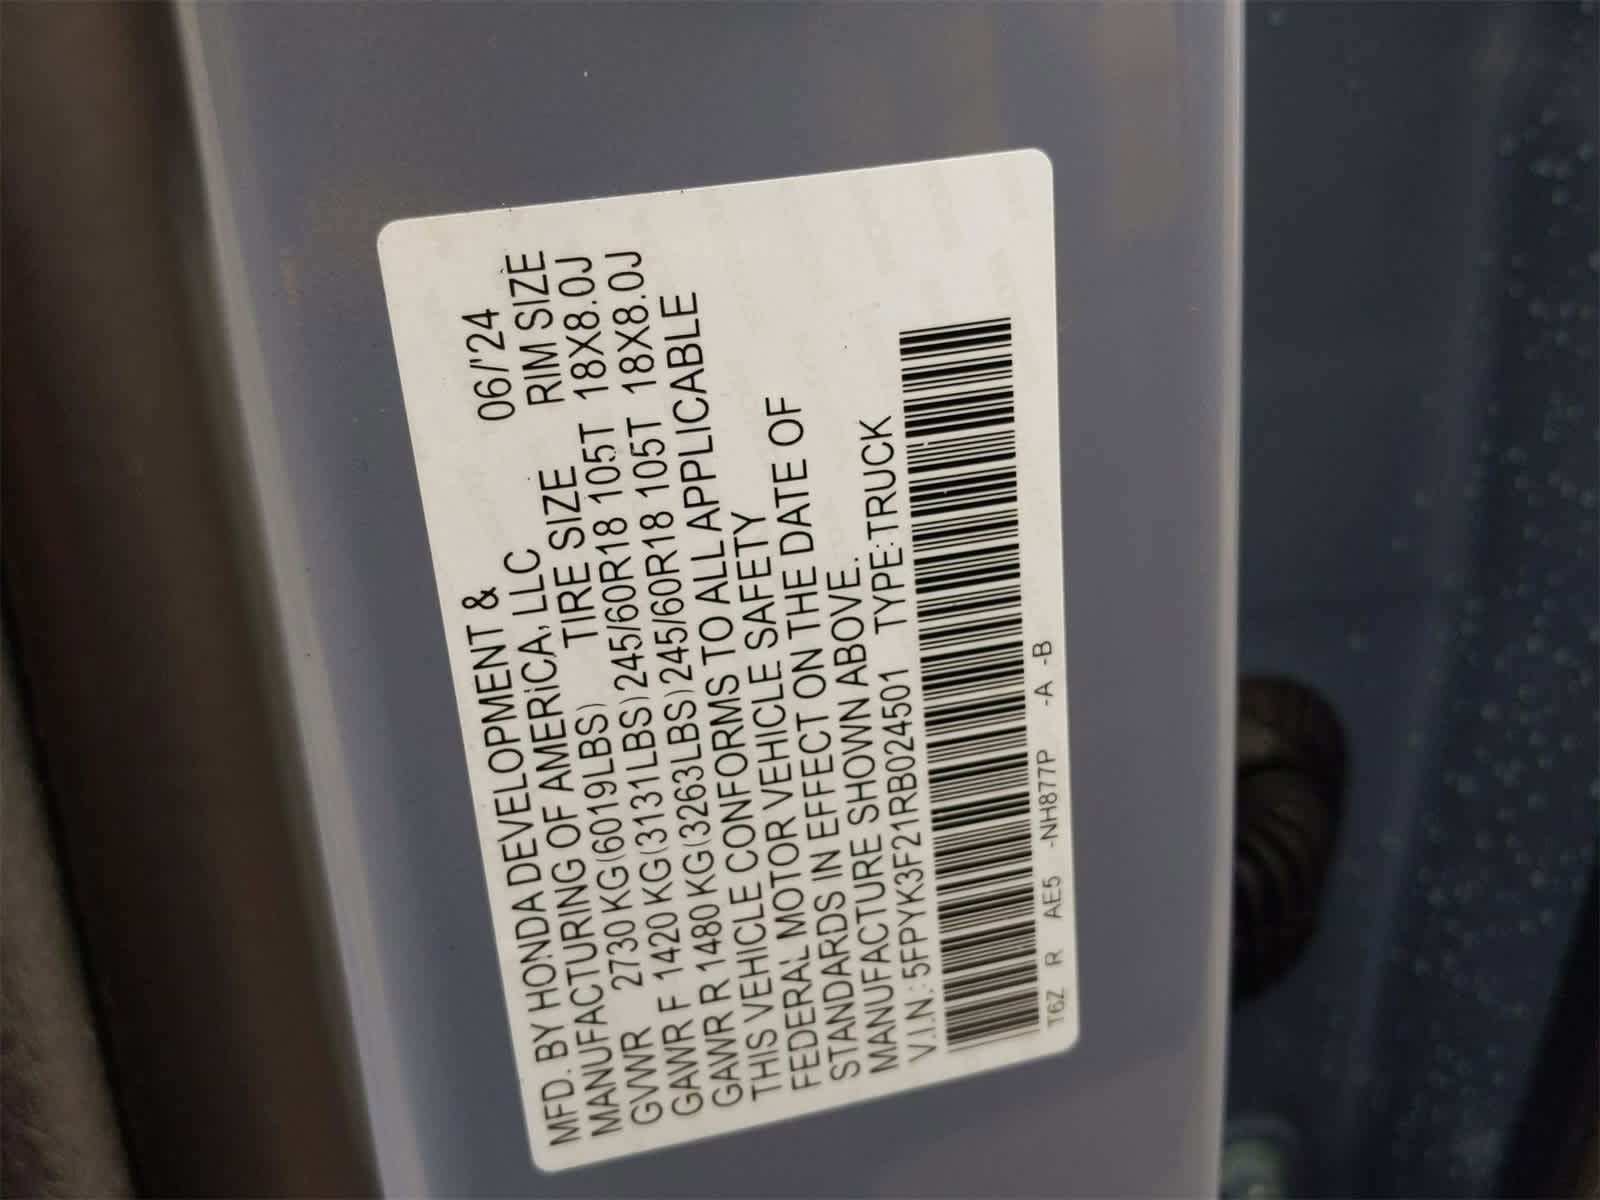 MFD. BY HONDA DEVELOPMENT &
MANUFACTURING OF AMERICA, LLC 06/'24
GVWR 2730 KG(6019LBS) TIRE SIZE RIM SIZE
GAWR F 1420 KG(3131LBS) 245/60R18 105T 18X8.0J
GAWR R 1480 KG(3263LBS) 245/60R18 105T 18X8.0J
THIS VEHICLE CONFORMS TO ALL APPLICABLE
FEDERAL MOTOR VEHICLE SAFETY
STANDARDS IN EFFECT ON THE DATE OF
MANUFACTURE SHOWN ABOVE.
V.I.N.:5FPYK3F21RB024501 TYPE:TRUCK
T6Z R AE5 -NH877P -A -B